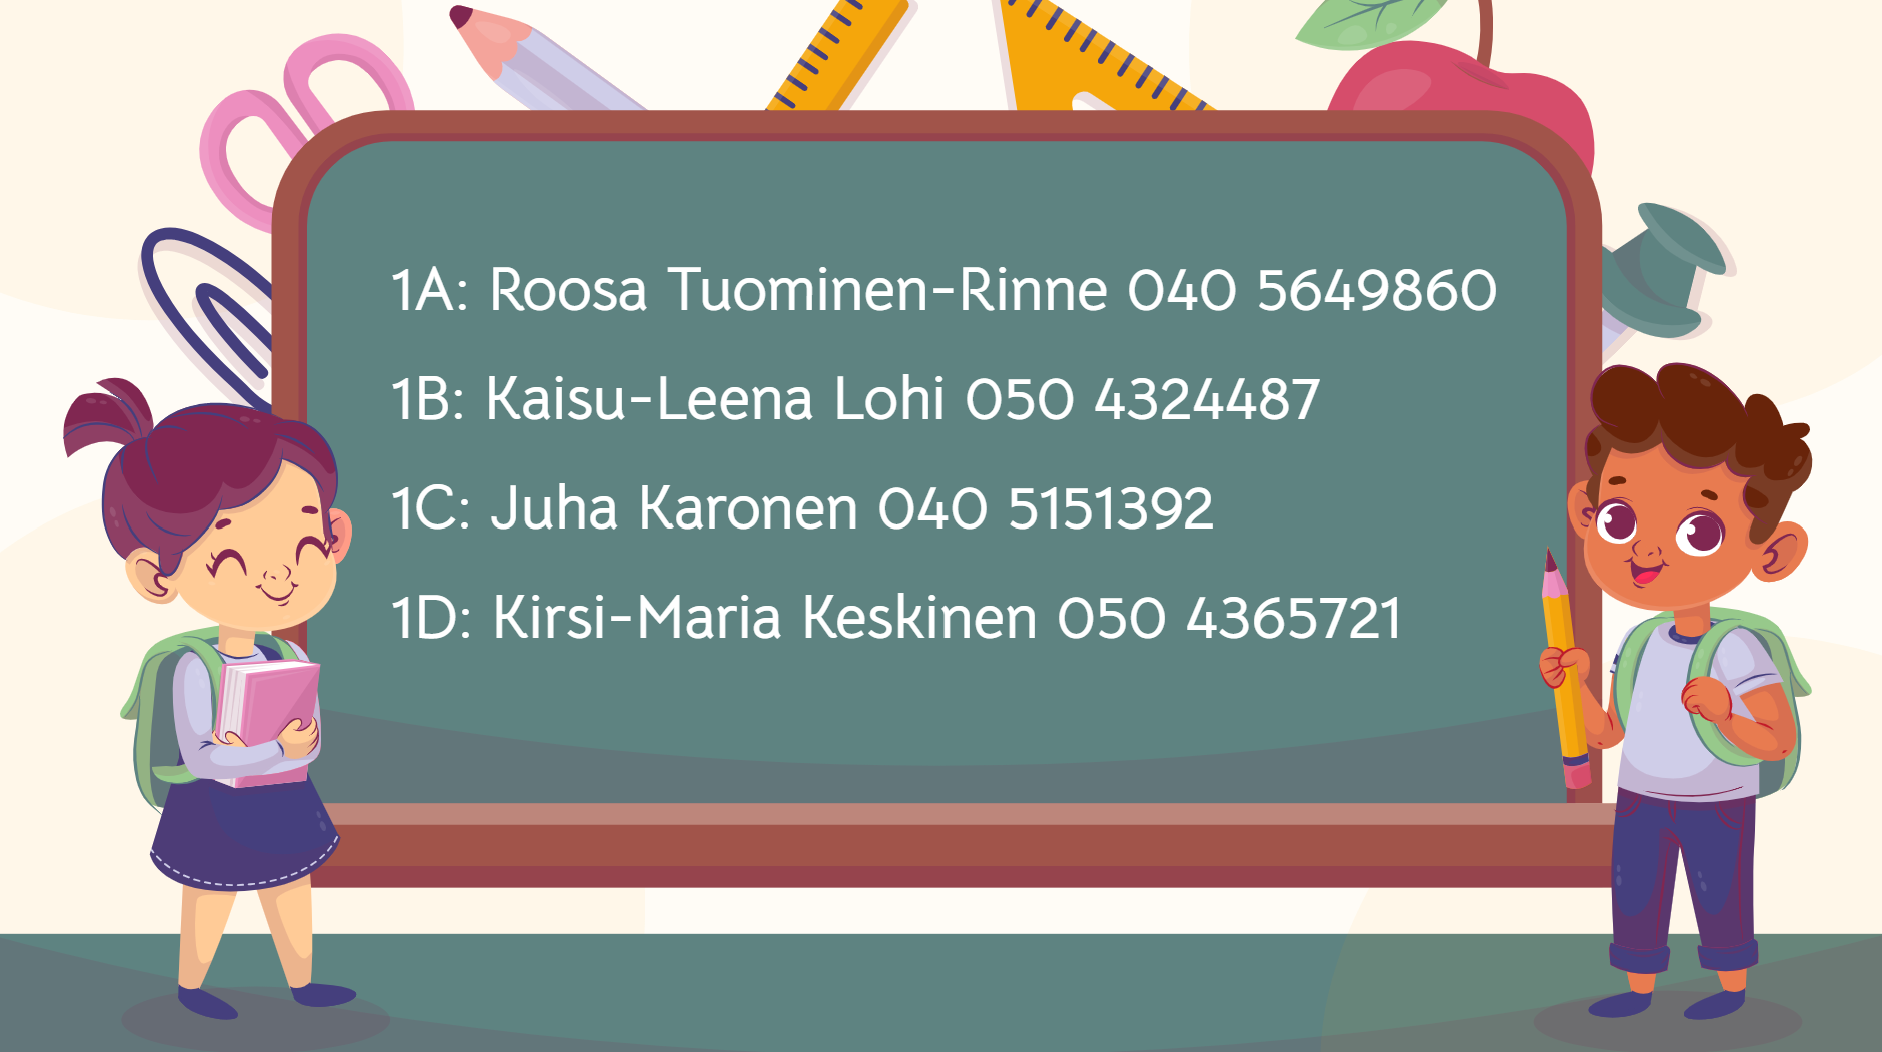 1A: Roosa Tuominen-Rinne 040 5649860
1B: Kaisu-Leena Lohi 050 4324487
1C: Juha Karonen 040 5151392
1D: Kirsi-Maria Keskinen 050 4365721